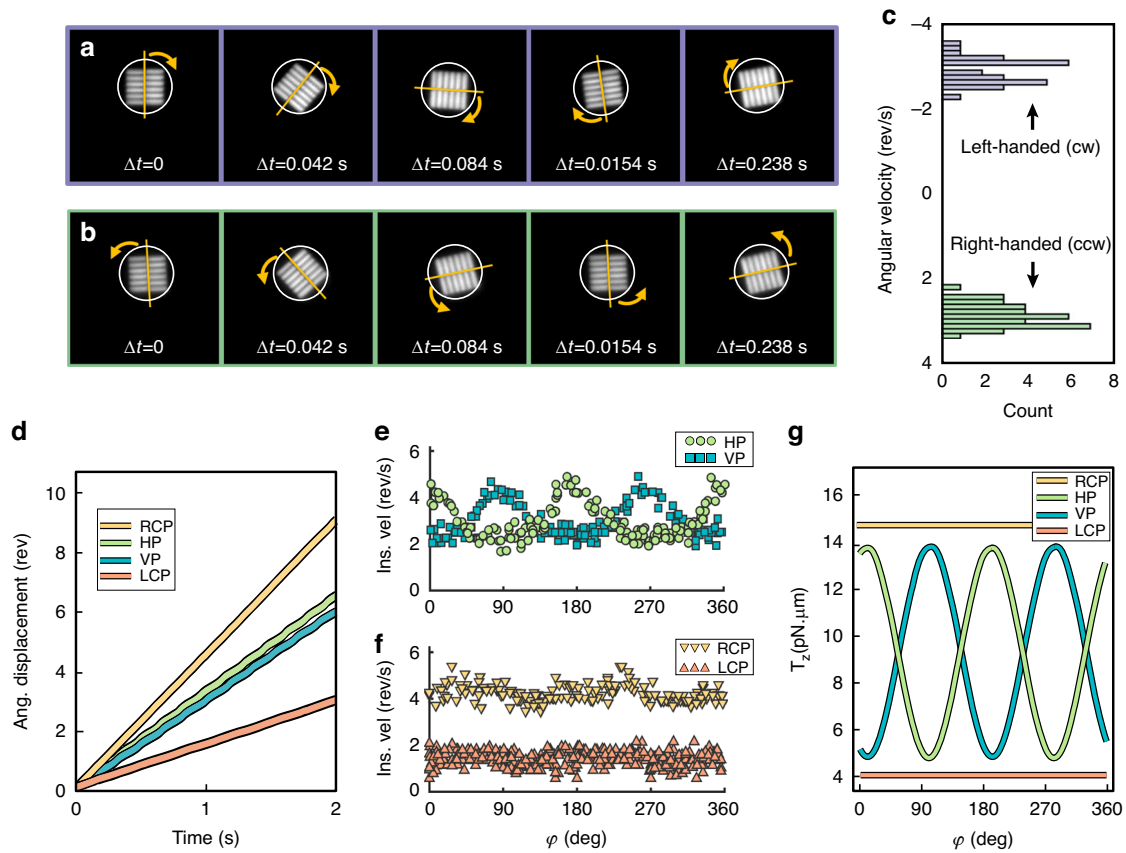 a
Δt=0
Δt=0.042 s
Δt=0.084 s
Δt=0.0154 s
Δt=0.238 s
b
Δt=0
Δt=0.042 s
Δt=0.084 s
Δt=0.0154 s
Δt=0.238 s
c
Angular velocity (rev/s)
−4
−2
0
2
4
Left-handed (cw)
Right-handed (ccw)
0 2 4 6 8
Count
d
Ang. displacement (rev)
10
8
6
4
2
0
RCP
HP
VP
LCP
0 1 2
Time (s)
e
Ins. vel (rev/s)
6
4
2
0
HP
VP
0 90 180 270 360
f
Ins. vel (rev/s)
6
4
2
0
RCP
LCP
0 90 180 270 360
φ (deg)
g
Tz(pN.μm)
16
14
12
10
8
6
4
RCP
HP
VP
LCP
0 90 180 270 360
φ (deg)